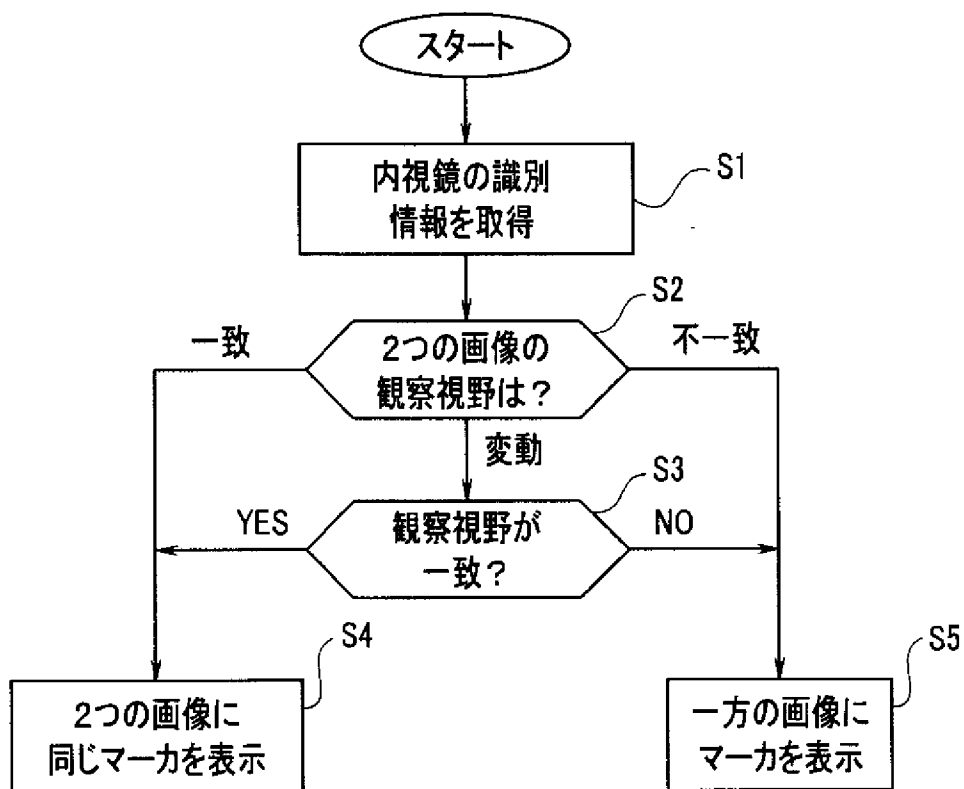 スタート
内視鏡の識別
情報を取得
S1
S2
2つの画像の
観察視野は?
一致
不一致
変動
S3
観察視野が
一致?
YES
NO
S4
2つの画像に
同じマーカを表示
S5
一方の画像に
マーカを表示